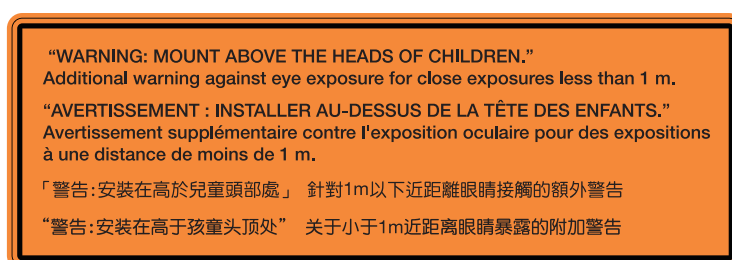 “WARNING: MOUNT ABOVE THE HEADS OF CHILDREN.”
Additional warning against eye exposure for close exposures less than 1 m.
“AVERTISSEMENT : INSTALLER AU-DESSUS DE LA TÊTE DES ENFANTS.”
Avertissement supplémentaire contre l'exposition oculaire pour des expositions
à une distance de moins de 1 m.
「警告:安裝在高於兒童頭部處」 針對1m以下近距離眼睛接觸的額外警告
“警告:安装在高于孩童头顶处” 关于小于1m近距离眼睛暴露的附加警告